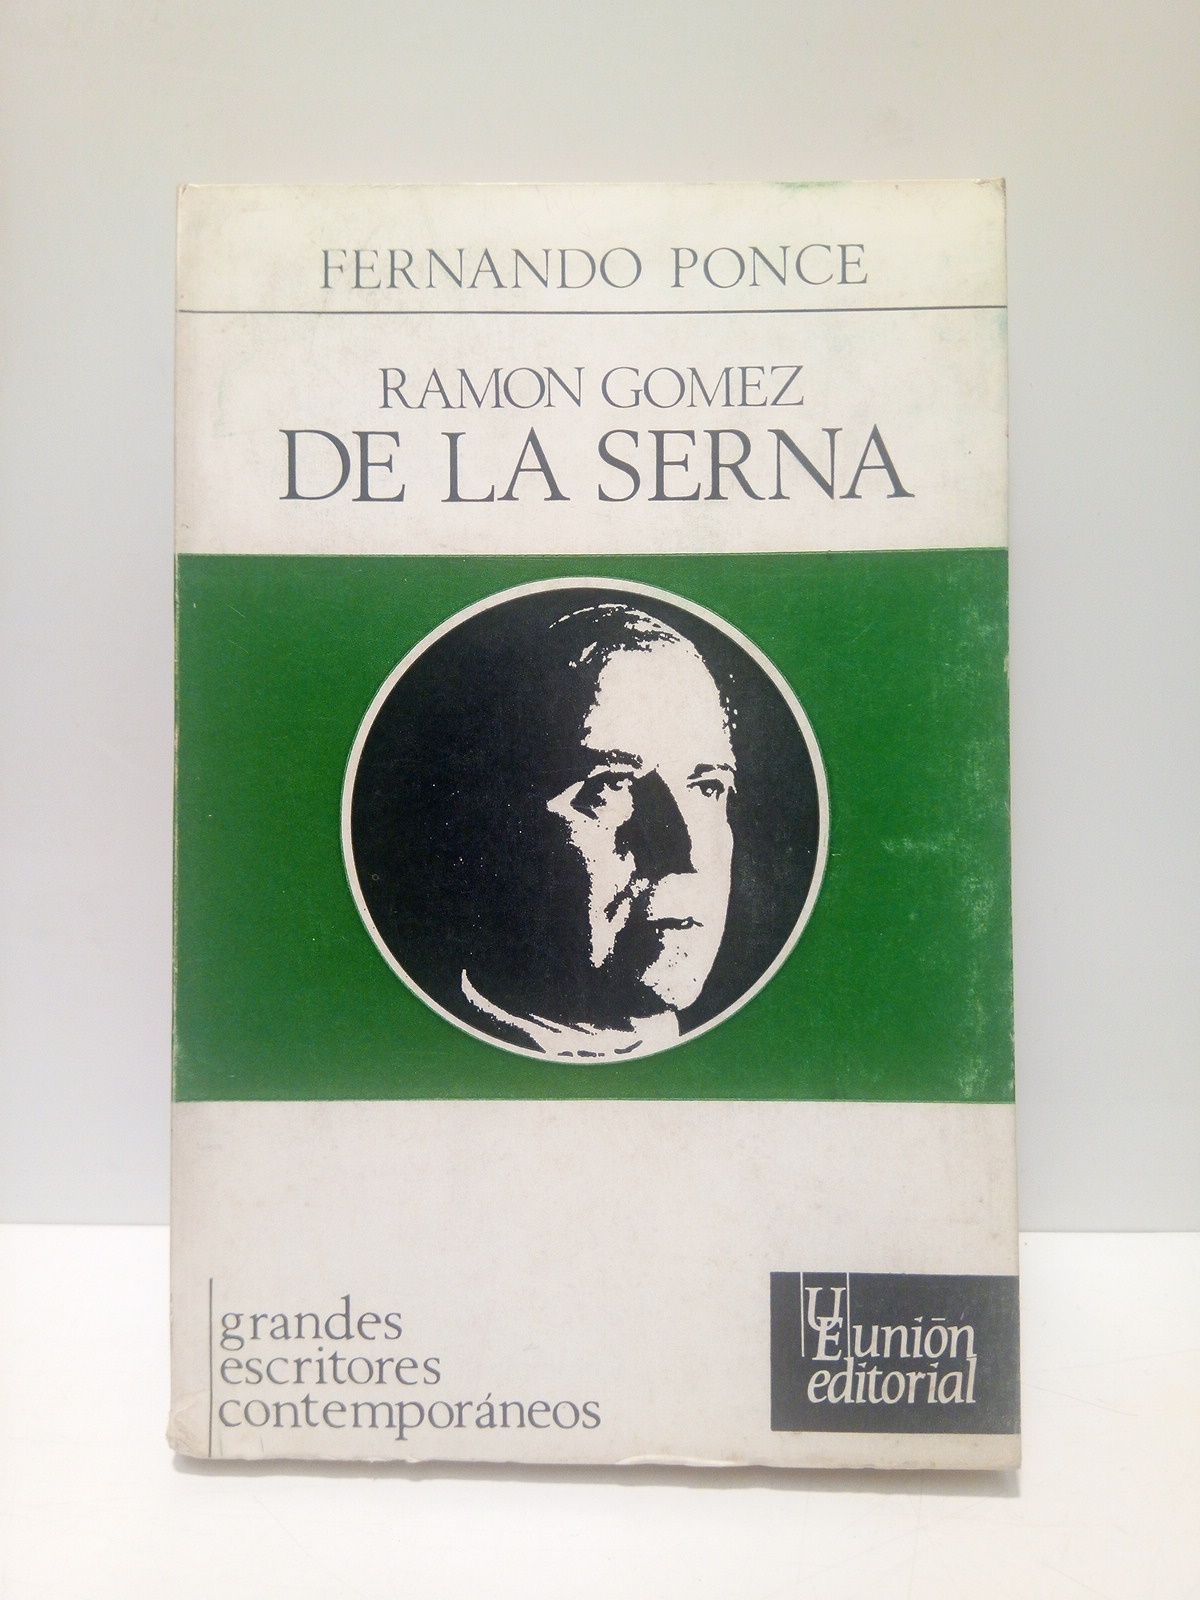 FERNANDO PONCE
RAMON GOMEZ
DE LA SERNA
grandes
escritores
contemporáneos
UE unión
editorial